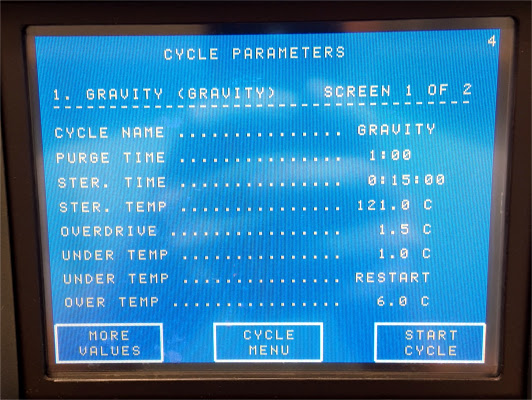 4
CYCLE PARAMETERS
1. GRAVITY (GRAVITY) SCREEN 1 OF 2
CYCLE NAME ............... GRAVITY
PURGE TIME ............... 1:00
STER. TIME ............... 0:15:00
STER. TEMP ............... 121.0 C
OVERDRIVE ................ 1.5 C
UNDER TEMP ............... 1.0 C
UNDER TEMP ............... RESTART
OVER TEMP ................ 6.0 C
MORE VALUES
CYCLE MENU
START CYCLE